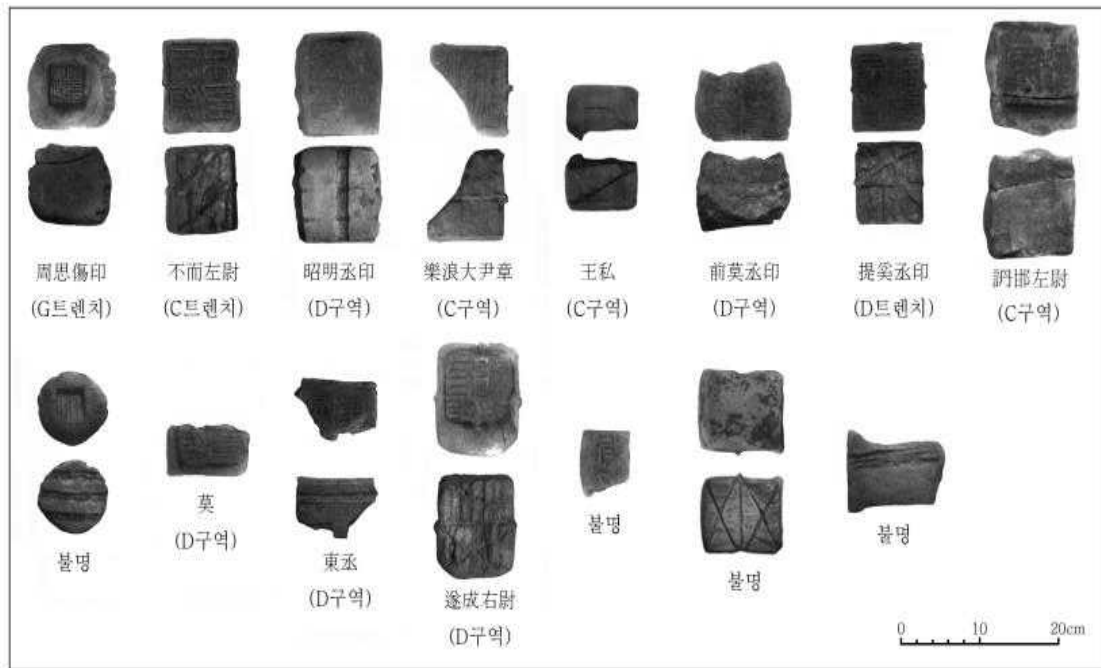 周思傷印
(G트렌치)
不而左尉
(C트렌치)
昭明丞印
(D구역)
樂浪大尹章
(C구역)
王私
(C구역)
前莫丞印
(D구역)
提奚丞印
(D트렌치)
䛁邯左尉
(C구역)
불명
莫
(D구역)
東丞
(D구역)
遂成右尉
(D구역)
불명
불명
불명
0 10 20cm